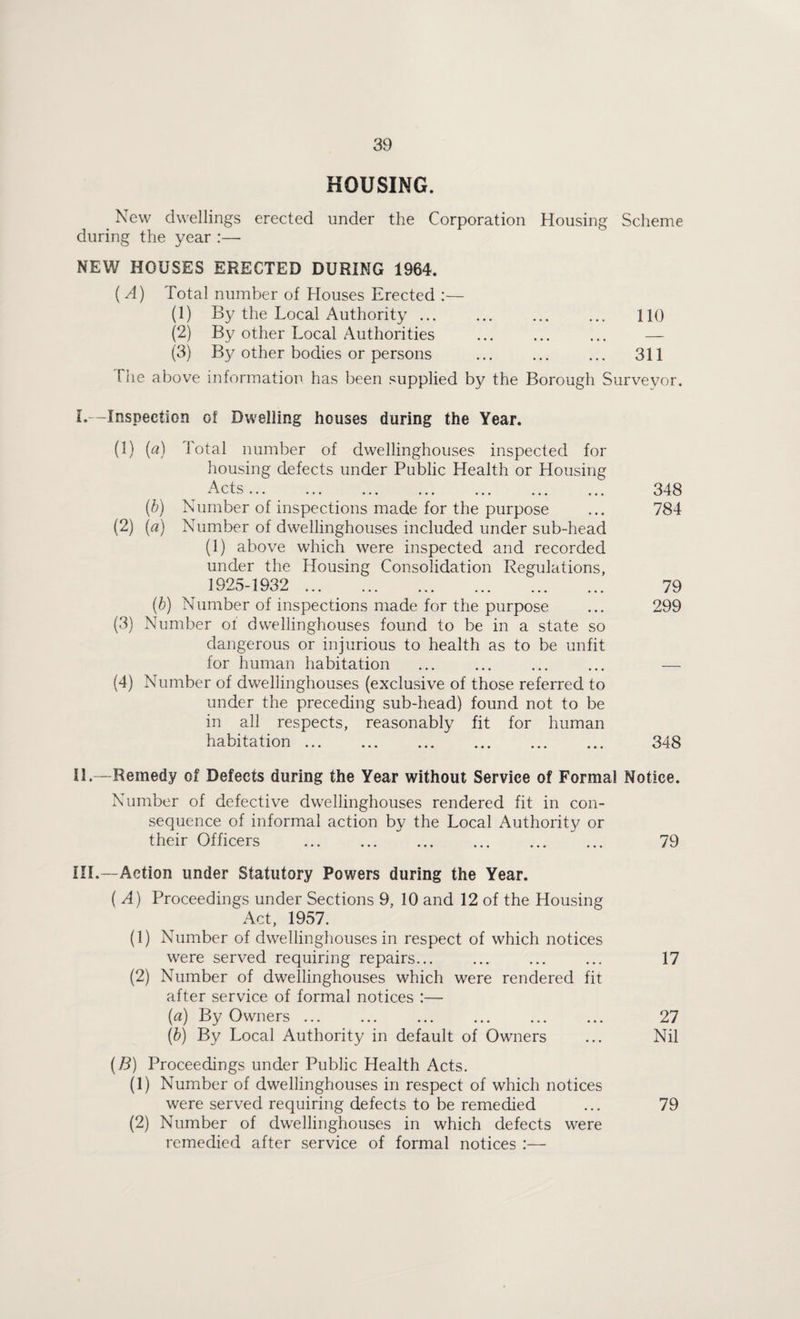 39
HOUSING.
New dwellings erected under the Corporation Housing Scheme
during the year :—
NEW HOUSES ERECTED DURING 1964.
(A) Total number of Houses Erected :—
(1) By the Local Authority ... ... ... ... 110
(2) By other Local Authorities ... ... ... —
(3) By other bodies or persons ... ... ... 311
The above information has been supplied by the Borough Surveyor.
I.—Inspection of Dwelling houses during the Year.
(1) (a) Total number of dwellinghouses inspected for
housing defects under Public Health or Housing
Acts ... ... ... ... ... ... ... 348
(b) Number of inspections made for the purpose ... 784
(2) (a) Number of dwellinghouses included under sub-head
(1) above which were inspected and recorded
under the Housing Consolidation Regulations,
1925-1932 ... ... ... ... ... ... 79
(b) Number of inspections made for the purpose ... 299
(3) Number of dwellinghouses found to be in a state so
dangerous or injurious to health as to be unfit
for human habitation ... ... ... ... —
(4) Number of dwellinghouses (exclusive of those referred to
under the preceding sub-head) found not to be
in all respects, reasonably fit for human
habitation ... ... ... ... ... ... 348
II.—Remedy of Defects during the Year without Service of Formal Notice.
Number of defective dwellinghouses rendered fit in con-
sequence of informal action by the Local Authority or
their Officers ... ... ... ... ... ... 79
III.—Action under Statutory Powers during the Year.
(A) Proceedings under Sections 9, 10 and 12 of the Housing
Act, 1957.
(1) Number of dwellinghouses in respect of which notices
were served requiring repairs... ... ... ... 17
(2) Number of dwellinghouses which were rendered fit
after service of formal notices :—
(a) By Owners ... ... ... ... ... ... 27
(b) By Local Authority in default of Owners ... Nil
(B) Proceedings under Public Health Acts.
(1) Number of dwellinghouses in respect of which notices
were served requiring defects to be remedied ... 79
(2) Number of dwellinghouses in which defects were
remedied after service of formal notices :—